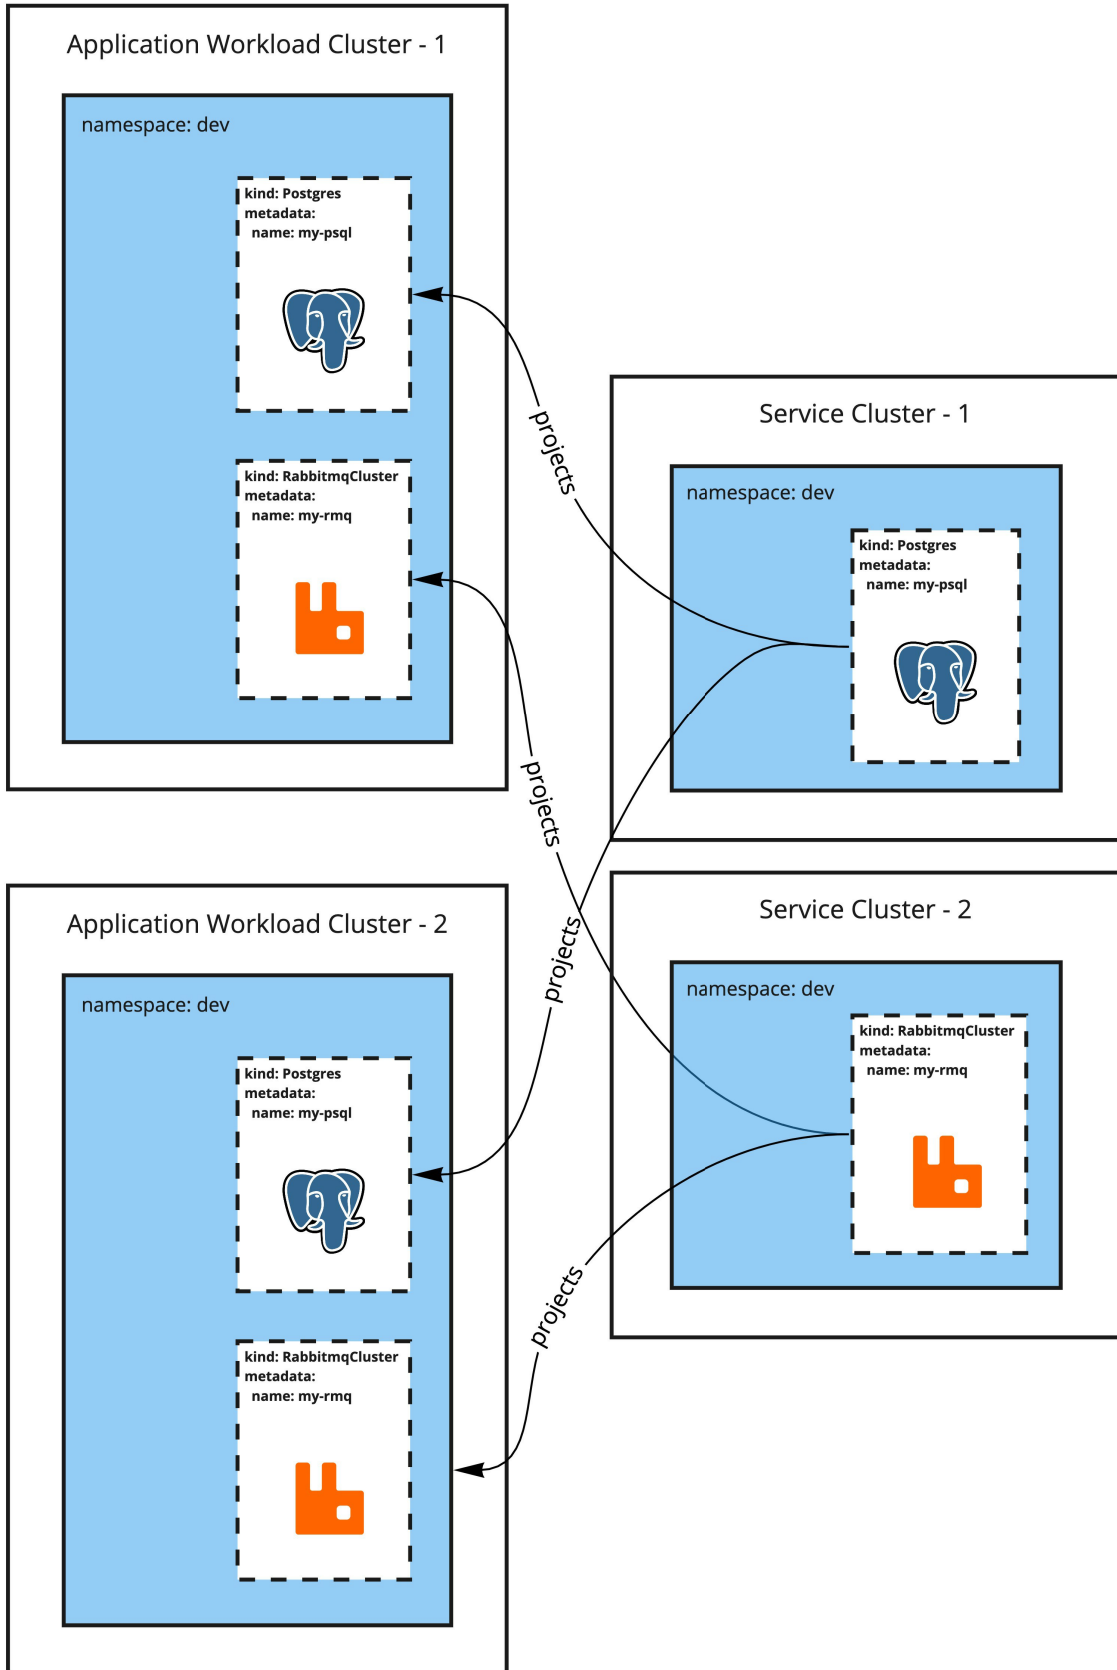 Application Workload Cluster - 1
namespace: dev
kind: Postgres
metadata:
name: my-psql
kind: RabbitmqCluster
metadata:
name: my-rmq
projects
projects
Service Cluster - 1
namespace: dev
kind: Postgres
metadata:
name: my-psql
Application Workload Cluster - 2
namespace: dev
kind: Postgres
metadata:
name: my-psql
kind: RabbitmqCluster
metadata:
name: my-rmq
projects
projects
Service Cluster - 2
namespace: dev
kind: RabbitmqCluster
metadata:
name: my-rmq